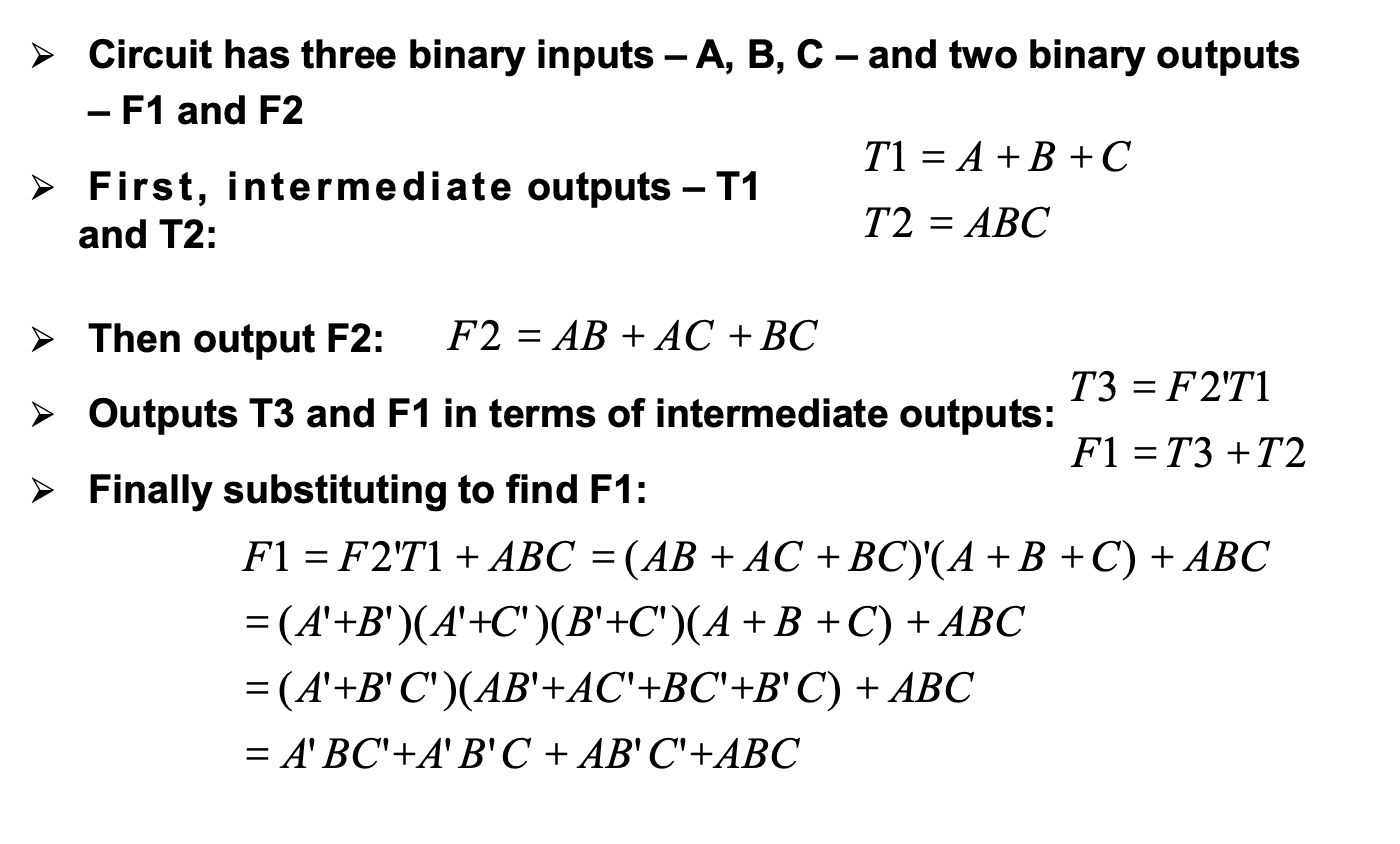 ➢ Circuit has three binary inputs – A, B, C – and two binary outputs
– F1 and F2
T1 = A + B + C
➢ First, intermediate outputs – T1
and T2:
T2 = ABC
➢ Then output F2: F2 = AB + AC + BC
T3 = F2'T1
➢ Outputs T3 and F1 in terms of intermediate outputs:
F1 = T3 + T2
➢ Finally substituting to find F1:
F1 = F2'T1 + ABC = (AB + AC + BC)'(A + B + C) + ABC
= (A'+B')(A'+C')(B'+C')(A + B + C) + ABC
= (A'+B'C')(AB'+AC'+BC'+B'C) + ABC
= A'BC'+A'B'C + AB'C'+ABC